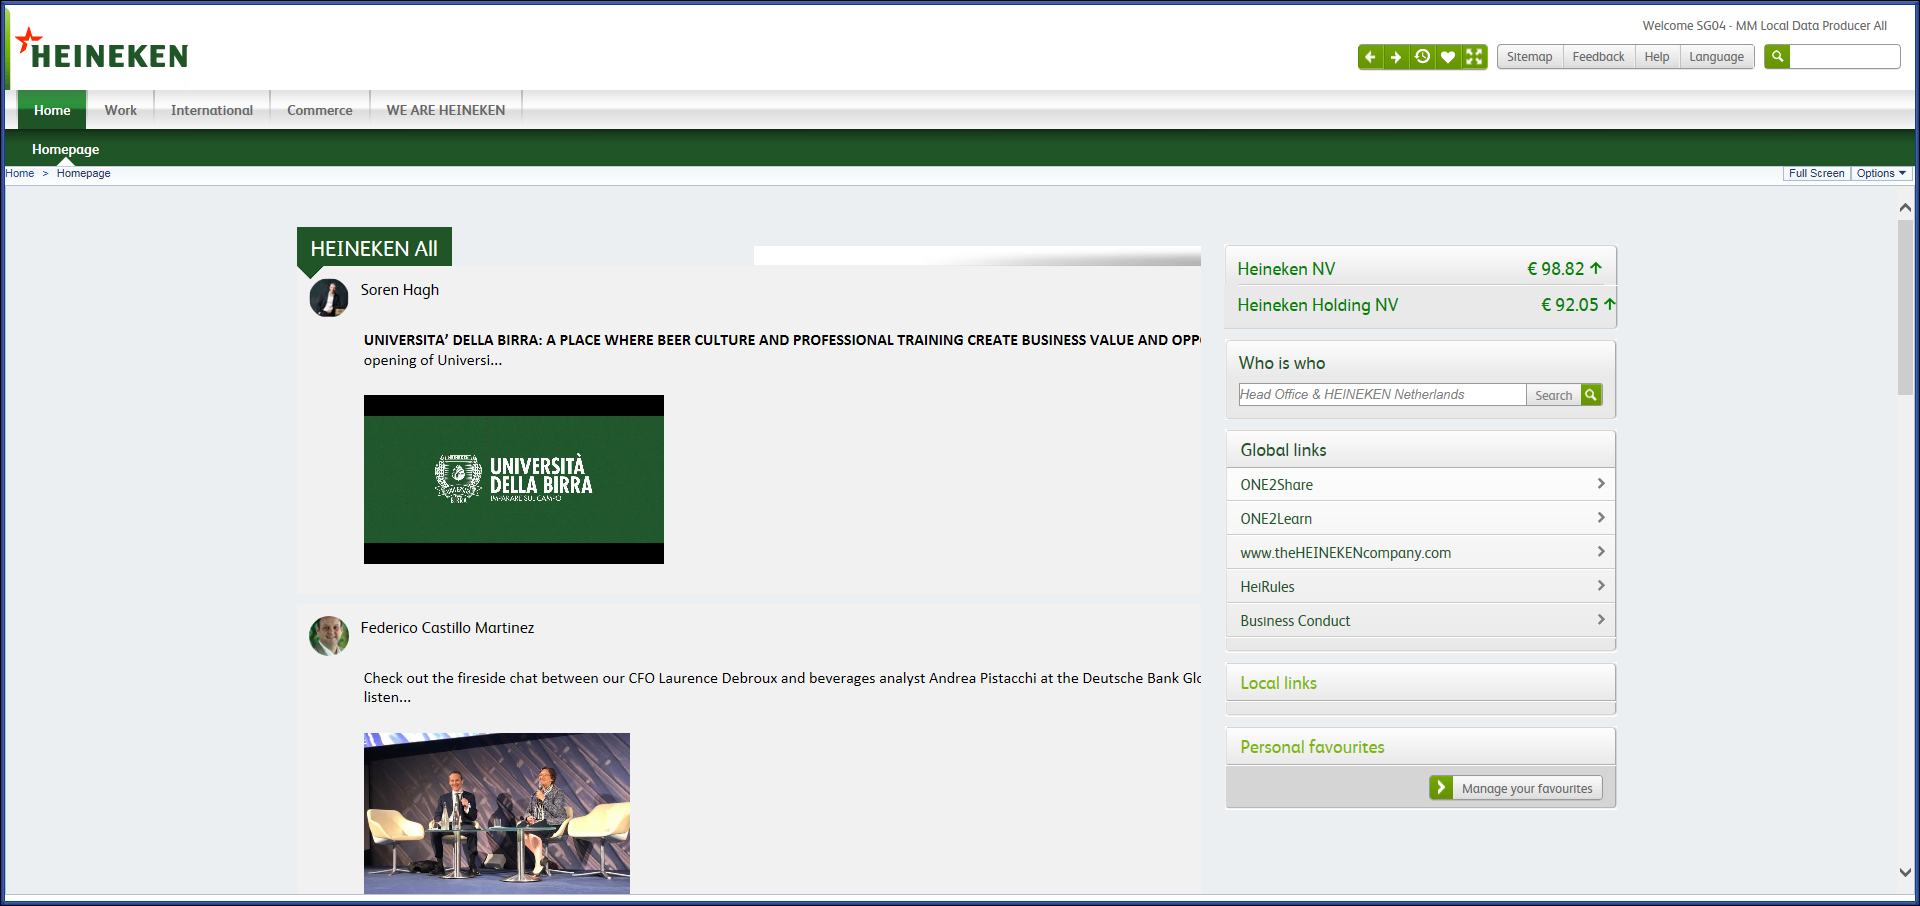 Welcome SG04 - MM Local Data Producer All
HEINEKEN
Sitemap Feedback Help Language
Home Work International Commerce WE ARE HEINEKEN
Homepage
Home > Homepage
Full Screen Options
HEINEKEN All
Soren Hagh
UNIVERSITA’ DELLA BIRRA: A PLACE WHERE BEER CULTURE AND PROFESSIONAL TRAINING CREATE BUSINESS VALUE AND OPP
opening of Universi...
UNIVERSITÀ
DELLA BIRRA
IMPARARE SUL CAMPO
Federico Castillo Martinez
Check out the fireside chat between our CFO Laurence Debroux and beverages analyst Andrea Pistacchi at the Deutsche Bank Glo
listen...
Heineken NV € 98.82
Heineken Holding NV € 92.05
Who is who
Head Office & HEINEKEN Netherlands Search
Global links
ONE2Share
ONE2Learn
www.theHEINEKENcompany.com
HeiRules
Business Conduct
Local links
Personal favourites
Manage your favourites